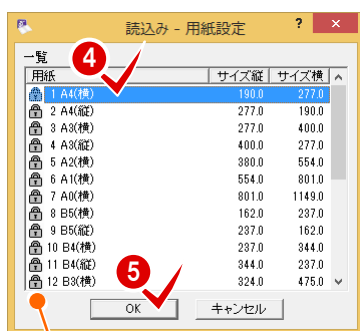 読込み - 用紙設定
?
×
一覧
4
用紙 サイズ縦 サイズ横
1 A4(横) 190.0 277.0
2 A4(縦) 277.0 190.0
3 A3(横) 277.0 400.0
4 A3(縦) 400.0 277.0
5 A2(横) 380.0 554.0
6 A1(横) 554.0 801.0
7 A0(横) 801.0 1149.0
8 B5(横) 162.0 237.0
9 B5(縦) 237.0 162.0
10 B4(横) 237.0 344.0
11 B4(縦) 344.0 237.0
12 B3(横) 324.0 475.0
5
OK キャンセル